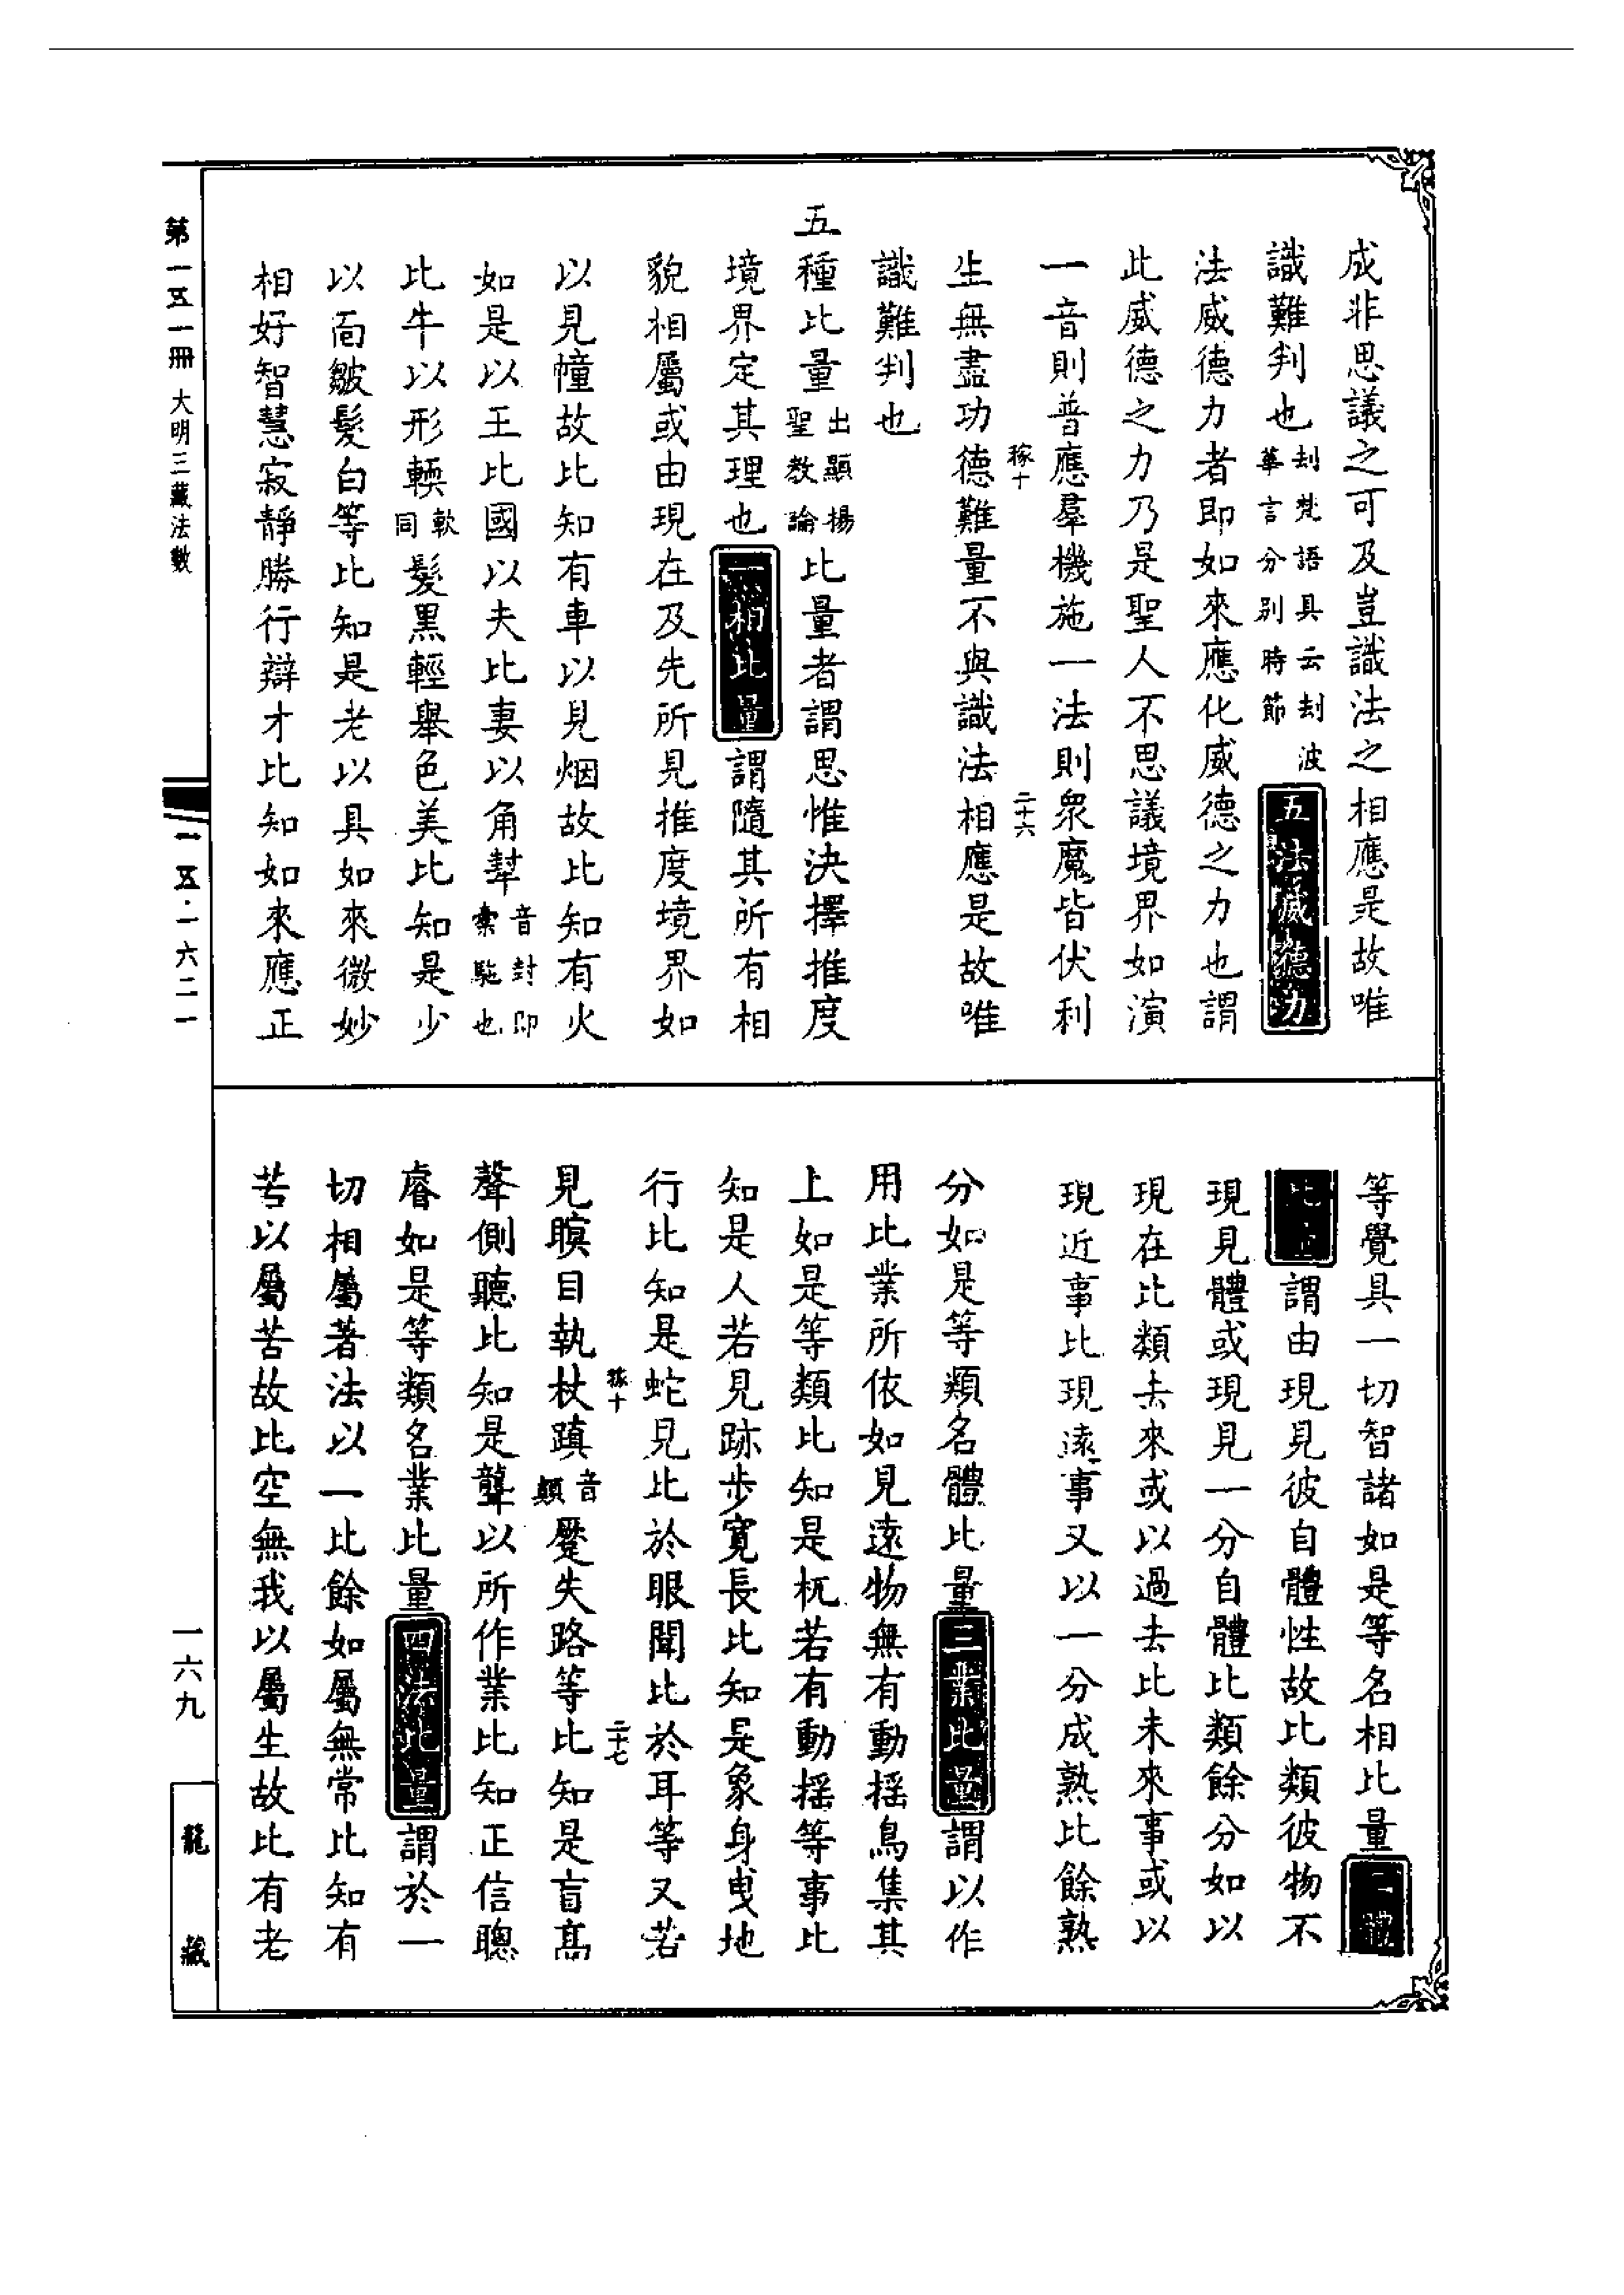 成非思議之可及豈識法之相應是故唯
識難判也刦梵語具云刦波華言分別時節五法威德力
法威德力者即如來應化威德之力也謂
此威德之力乃是聖人不思議境界如演
一音則普應羣機施一法則眾魔皆伏利
稼十 二十六
生無盡功德難量不與識法相應是故唯
識難判也
五種比量出顯揚聖教論比量者謂思惟決擇推度
境界定其理也一相比量謂隨其所有相
貌相屬或由現在及先所見推度境界如
以見幢故比知有車以見烟故比知有火
如是以王比國以夫比妻以角犎音封即橐駞也
比牛以形輭軟同髮黑輕舉色美比知是少
以面皺髮白等比知是老以具如來微妙
相好智慧寂靜勝行辯才比知如來應正
等覺具一切智諸如是等名相比量二體
比量謂由現見彼自體性故比類彼物不
現見體或現見一分自體比類餘分如以
現在比類去來或以過去比未來事或以
現近事比現遠事又以一分成熟比餘熟
分如是等類名體比量三業比量謂以作
用比業所依如見遠物無有動搖鳥集其
上如是等類比知是杌若有動搖等事比
知是人若見跡步寬長比知是象身曳地
行比知是蛇見比於眼聞比於耳等又若
稼十 二十七
見瞑目執杖蹎音顛蹷失路等比知是盲高
聲側聽比知是聾以所作業比知正信聰
睿如是等類名業比量四法比量謂於一
切相屬著法以一比餘如屬無常比知有
苦以屬苦故比空無我以屬生故比有老
第一五一冊 大明三藏法數
一五·一六二一
一六九
龍藏